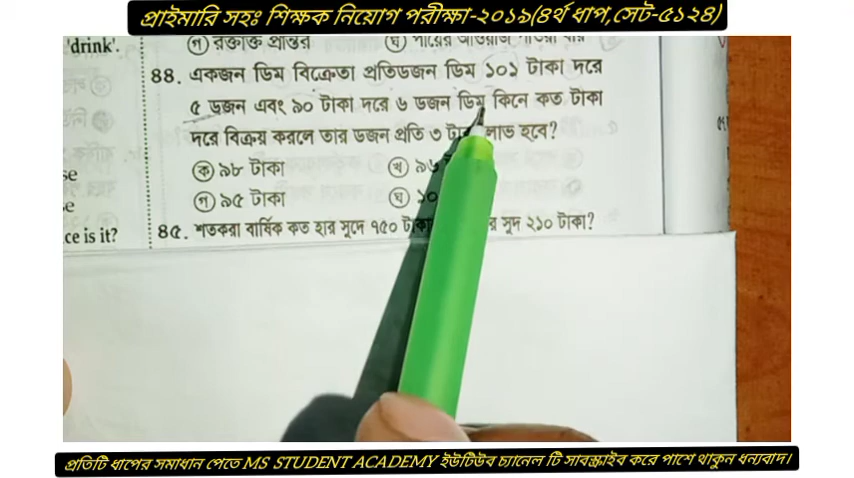 প্রাইমারি সহঃ শিক্ষক নিয়োগ পরীক্ষা-২০১৯(৪র্থ ধাপ,সেট-৫১২৪)
'drink'.
(গ) রক্তাক্ত প্রান্তর (ঘ) পায়ের আওয়াজ পাওয়া যায়
৪৪. একজন ডিম বিক্রেতা প্রতিডজন ডিম ১০১ টাকা দরে
৫ ডজন এবং ৯০ টাকা দরে ৬ ডজন ডিম কিনে কত টাকা
দরে বিক্রয় করলে তার ডজন প্রতি ৩ লাভ হবে?
se (ক) ৯৮ টাকা (খ) ৯৬
e (গ) ৯৫ টাকা (ঘ) ১০
ce is it? ৪৫. শতকরা বার্ষিক কত হার সুদে ৭৫০ র সুদ ২১০ টাকা?
প্রতিটি ধাপের সমাধান পেতে MS STUDENT ACADEMY ইউটিউব চ্যানেল টি সাবস্ক্রাইব করে পাশে থাকুন ধন্যবাদ।